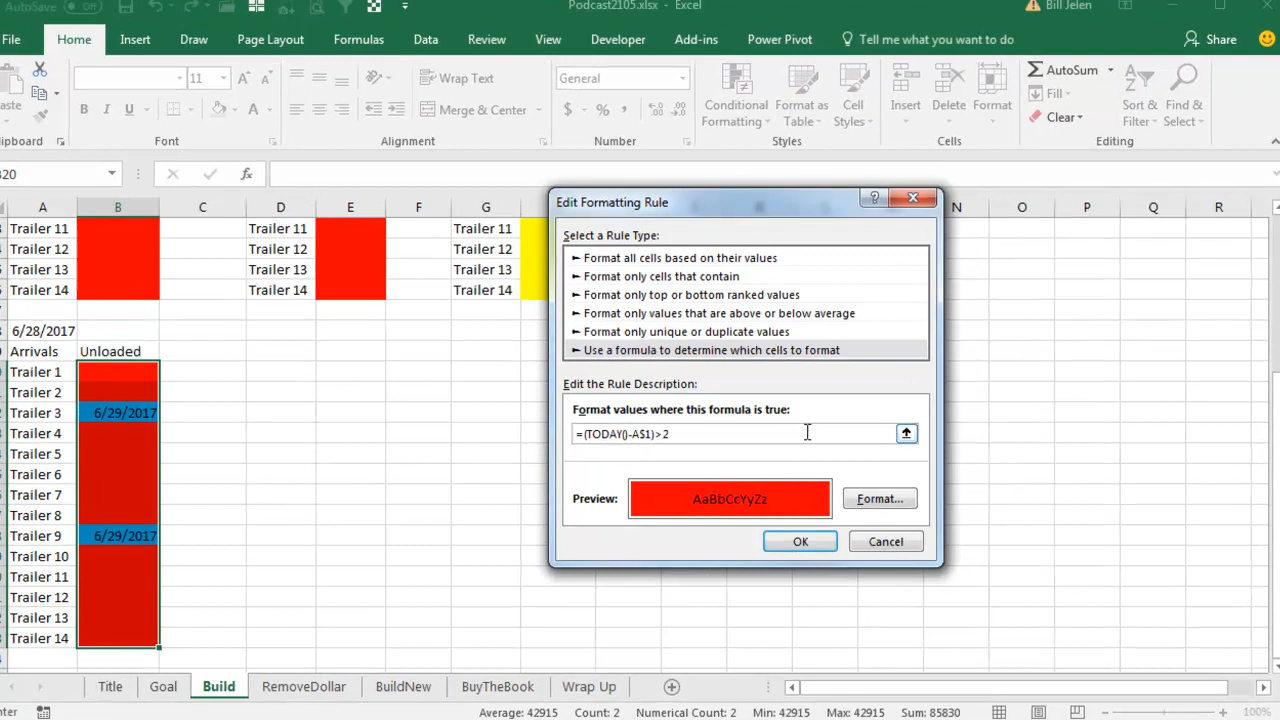 AutoSave Off
Podcast2105.xlsx - Excel
Bill Jelen
File Home Insert Draw Page Layout Formulas Data Review View Developer Add-ins Power Pivot Tell me what you want to do Share
11 A A Wrap Text General Conditional Formatting Format as Table Cell Styles Insert Delete Format AutoSum Fill Clear Sort & Filter Find & Select
B I U A Merge & Center $ % ,
Font Alignment Number Styles Cells Editing
fx
A B C D E F G N O P Q R
Trailer 11 Trailer 11 Trailer 11
Trailer 12 Trailer 12 Trailer 12
Trailer 13 Trailer 13 Trailer 13
Trailer 14 Trailer 14 Trailer 14
6/28/2017
Arrivals Unloaded
Trailer 1
Trailer 2
Trailer 3 6/29/2017
Trailer 4
Trailer 5
Trailer 6
Trailer 7
Trailer 8
Trailer 9 6/29/2017
Trailer 10
Trailer 11
Trailer 12
Trailer 13
Trailer 14
Edit Formatting Rule
Select a Rule Type:
► Format all cells based on their values
► Format only cells that contain
► Format only top or bottom ranked values
► Format only values that are above or below average
► Format only unique or duplicate values
► Use a formula to determine which cells to format
Edit the Rule Description:
Format values where this formula is true:
=(TODAY()-A$1)>2
Preview: AaBbCcYyZz Format...
OK Cancel
Title Goal Build RemoveDollar BuildNew BuyTheBook Wrap Up
Average: 42915 Count: 2 Numerical Count: 2 Min: 42915 Max: 42915 Sum: 85830 100%